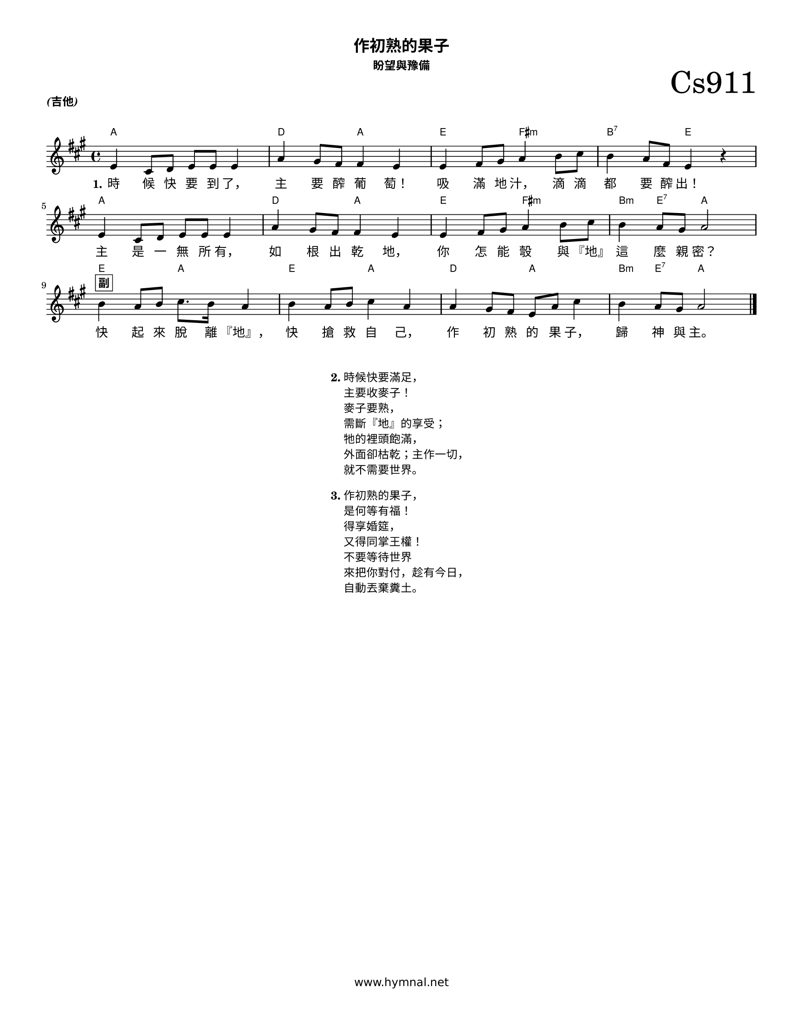 作初熟的果子
盼望與豫備
Cs911
(吉他)
A D A E F♯m B7 E
1. 時 候 快 要 到了， 主 要 醡 葡 萄！ 吸 滿 地汁， 滴 滴 都 要 醡出！
5
A D A E F♯m Bm E7 A
主 是 一 無 所有， 如 根 出 乾 地， 你 怎 能 彀 與『地』 這 麼 親密？
E A E A D A Bm E7 A
9
副
快 起 來 脫 離『地』， 快 搶 救 自 己， 作 初 熟 的 果子， 歸 神 與主。
2. 時候快要滿足，
主要收麥子！
麥子要熟，
需斷『地』的享受；
牠的裡頭飽滿，
外面卻枯乾；主作一切，
就不需要世界。
3. 作初熟的果子，
是何等有福！
得享婚筵，
又得同掌王權！
不要等待世界
來把你對付，趁有今日，
自動丟棄糞土。
www.hymnal.net